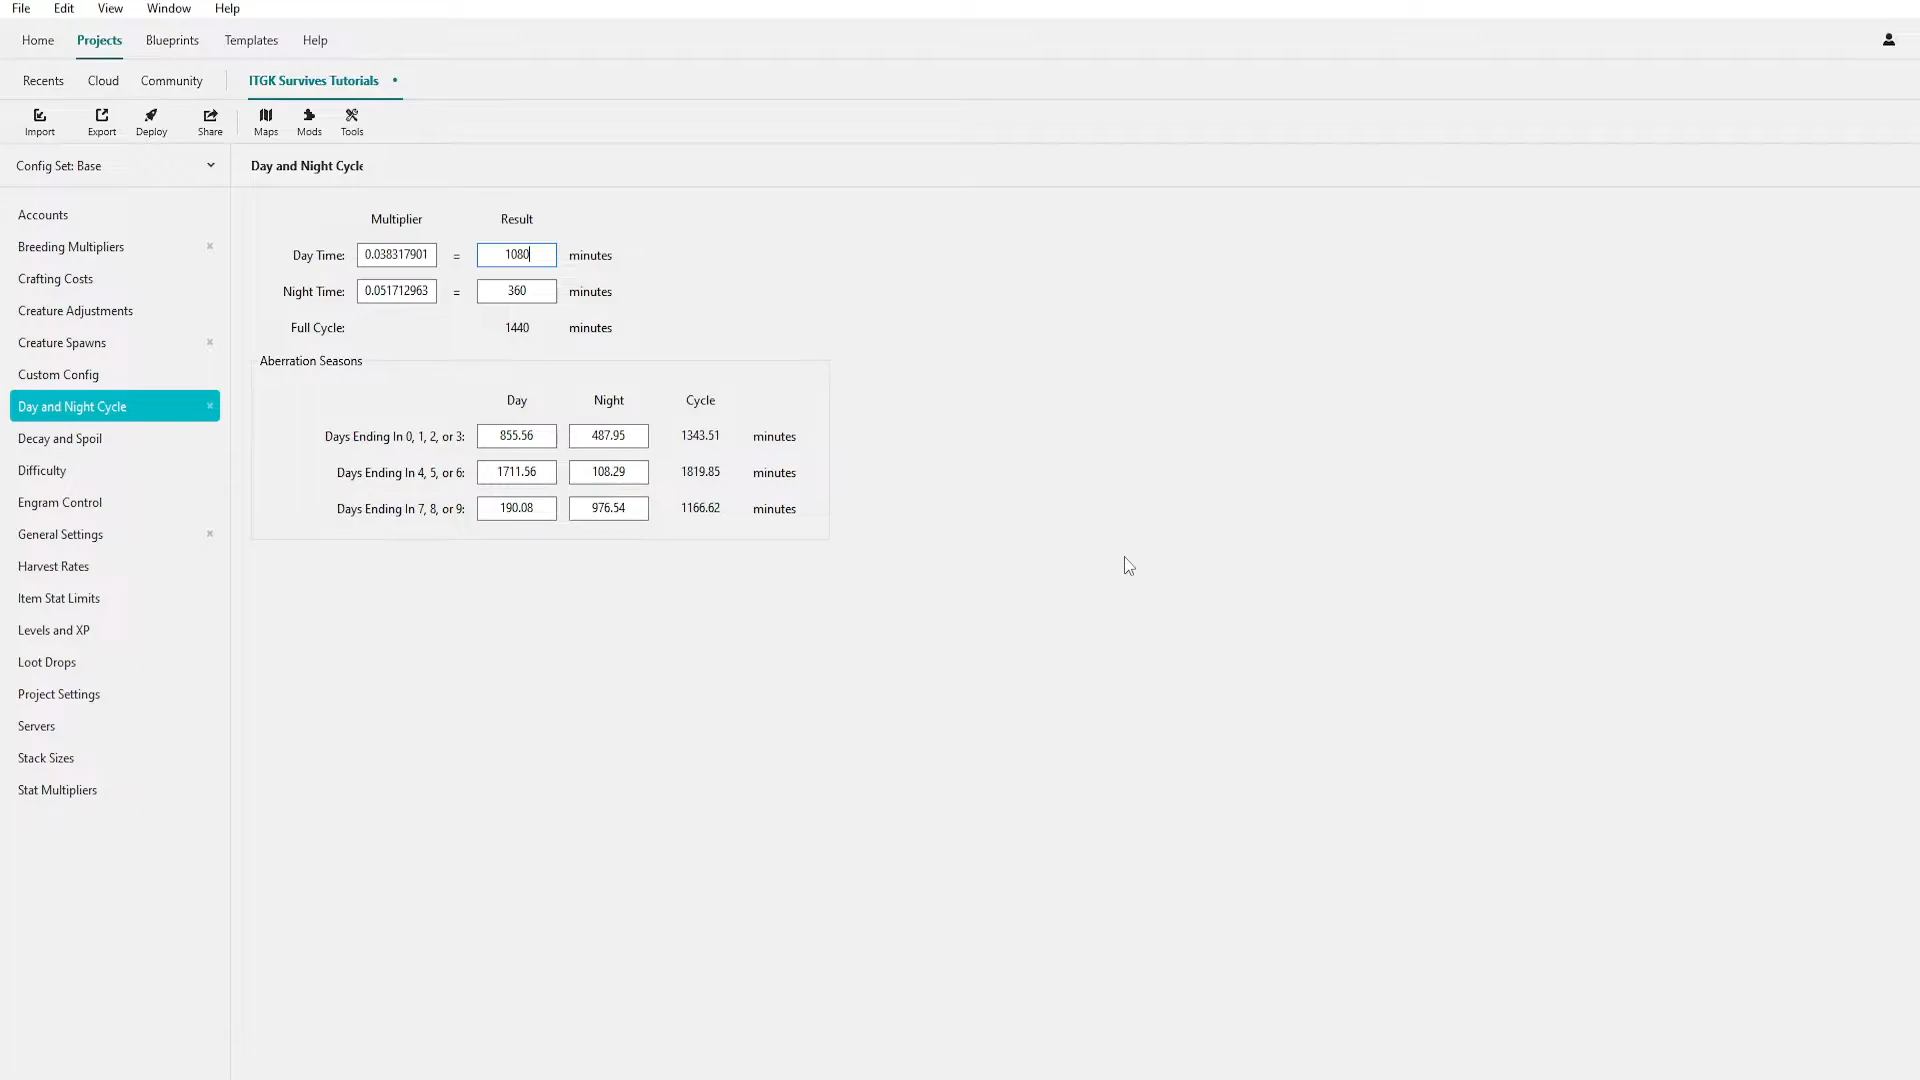 File Edit View Window Help
Home Projects Blueprints Templates Help
Recents Cloud Community ITGK Survives Tutorials •
Import Export Deploy Share Maps Mods Tools
Config Set: Base
Day and Night Cycle
Accounts
Breeding Multipliers
Crafting Costs
Creature Adjustments
Creature Spawns
Custom Config
Day and Night Cycle
Decay and Spoil
Difficulty
Engram Control
General Settings
Harvest Rates
Item Stat Limits
Levels and XP
Loot Drops
Project Settings
Servers
Stack Sizes
Stat Multipliers
Multiplier Result
Day Time: 0.038317901 = 1080 minutes
Night Time: 0.051712963 = 360 minutes
Full Cycle: 1440 minutes
Aberration Seasons
Day Night Cycle
Days Ending In 0, 1, 2, or 3: 855.56 487.95 1343.51 minutes
Days Ending In 4, 5, or 6: 1711.56 108.29 1819.85 minutes
Days Ending In 7, 8, or 9: 190.08 976.54 1166.62 minutes